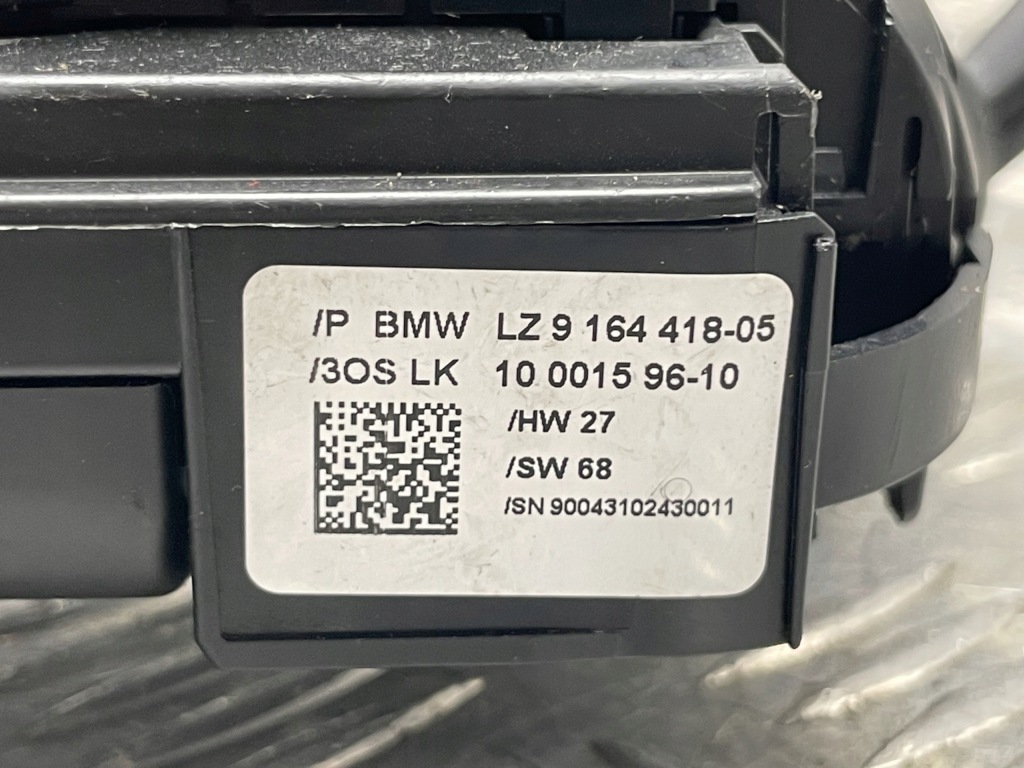 /P BMW LZ 9 164 418-05
/3OS LK 10 0015 96-10
/HW 27
/SW 68
/SN 90043102430011